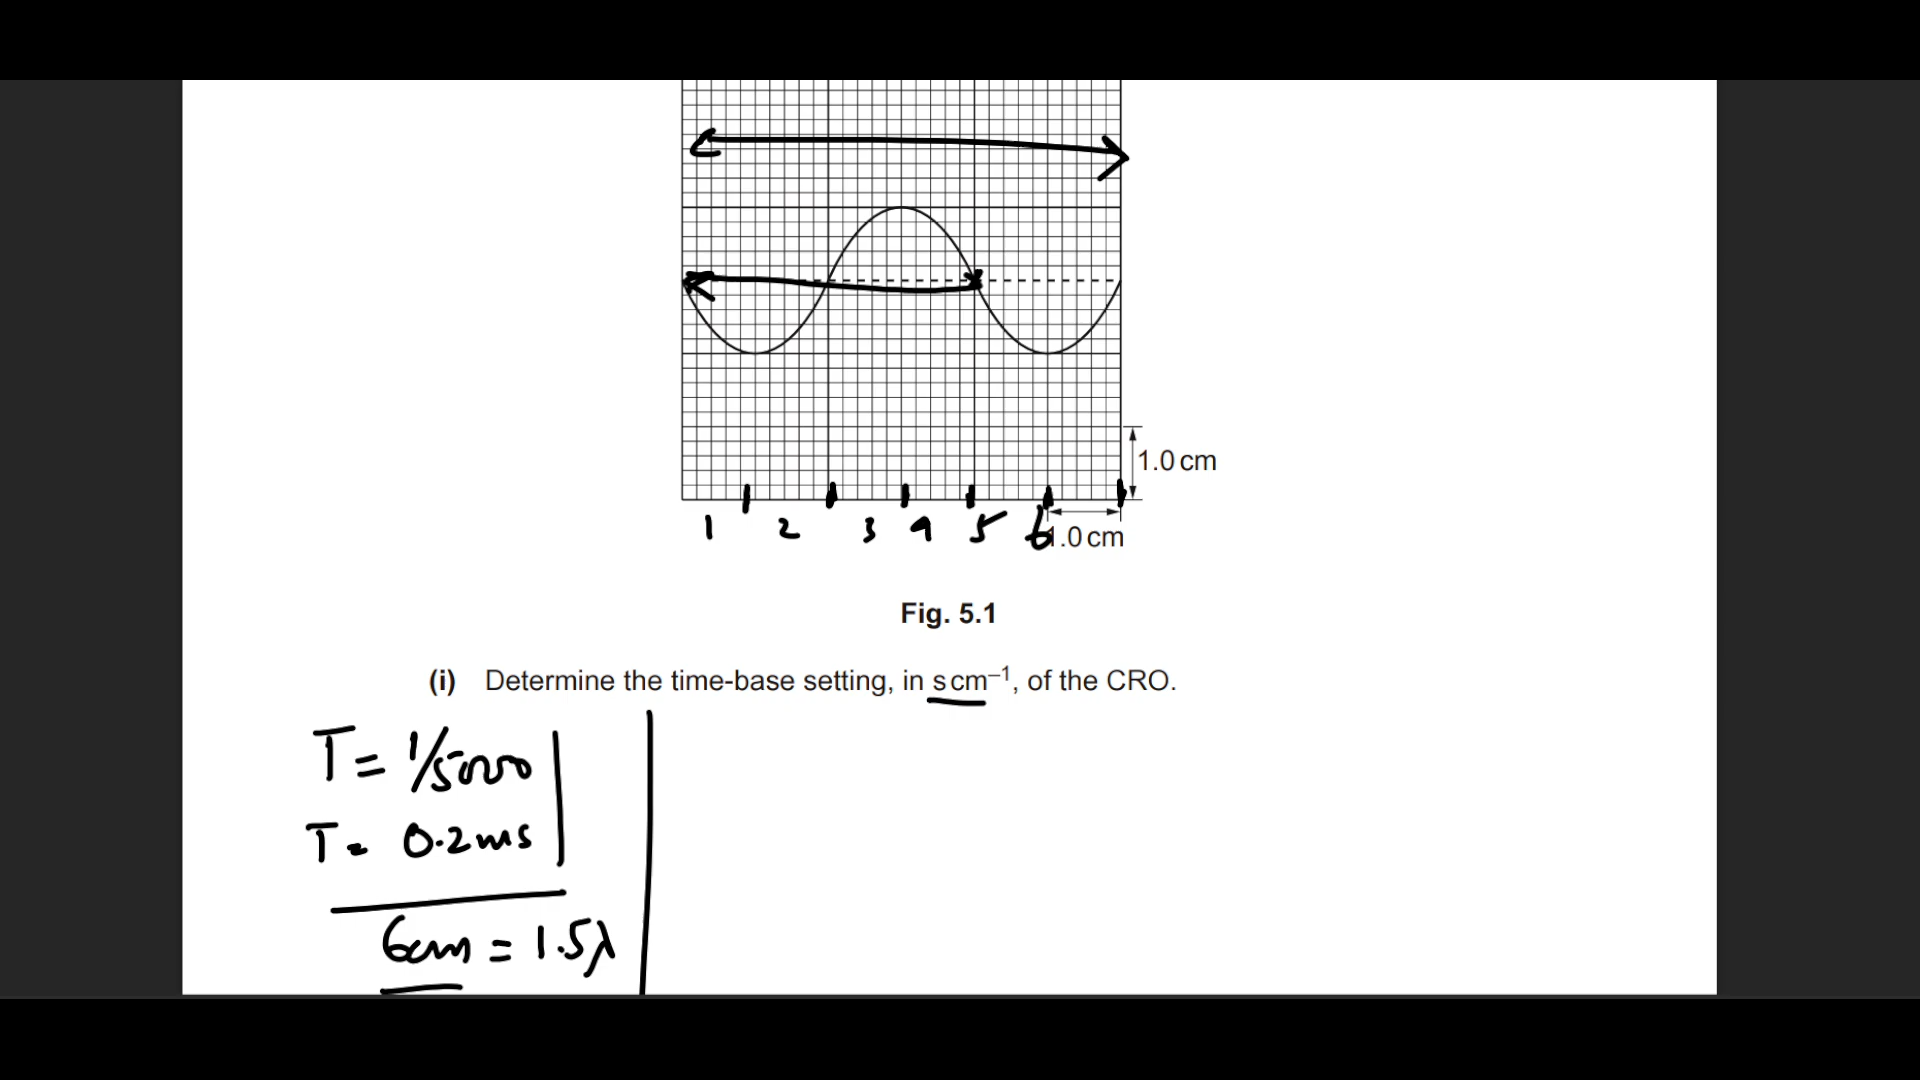 1.0 cm
1 2 3 4 5 6
1.0 cm
Fig. 5.1
(i) Determine the time-base setting, in s cm⁻¹, of the CRO.
T = 1/5000
T = 0.2ms
6cm = 1.5λ